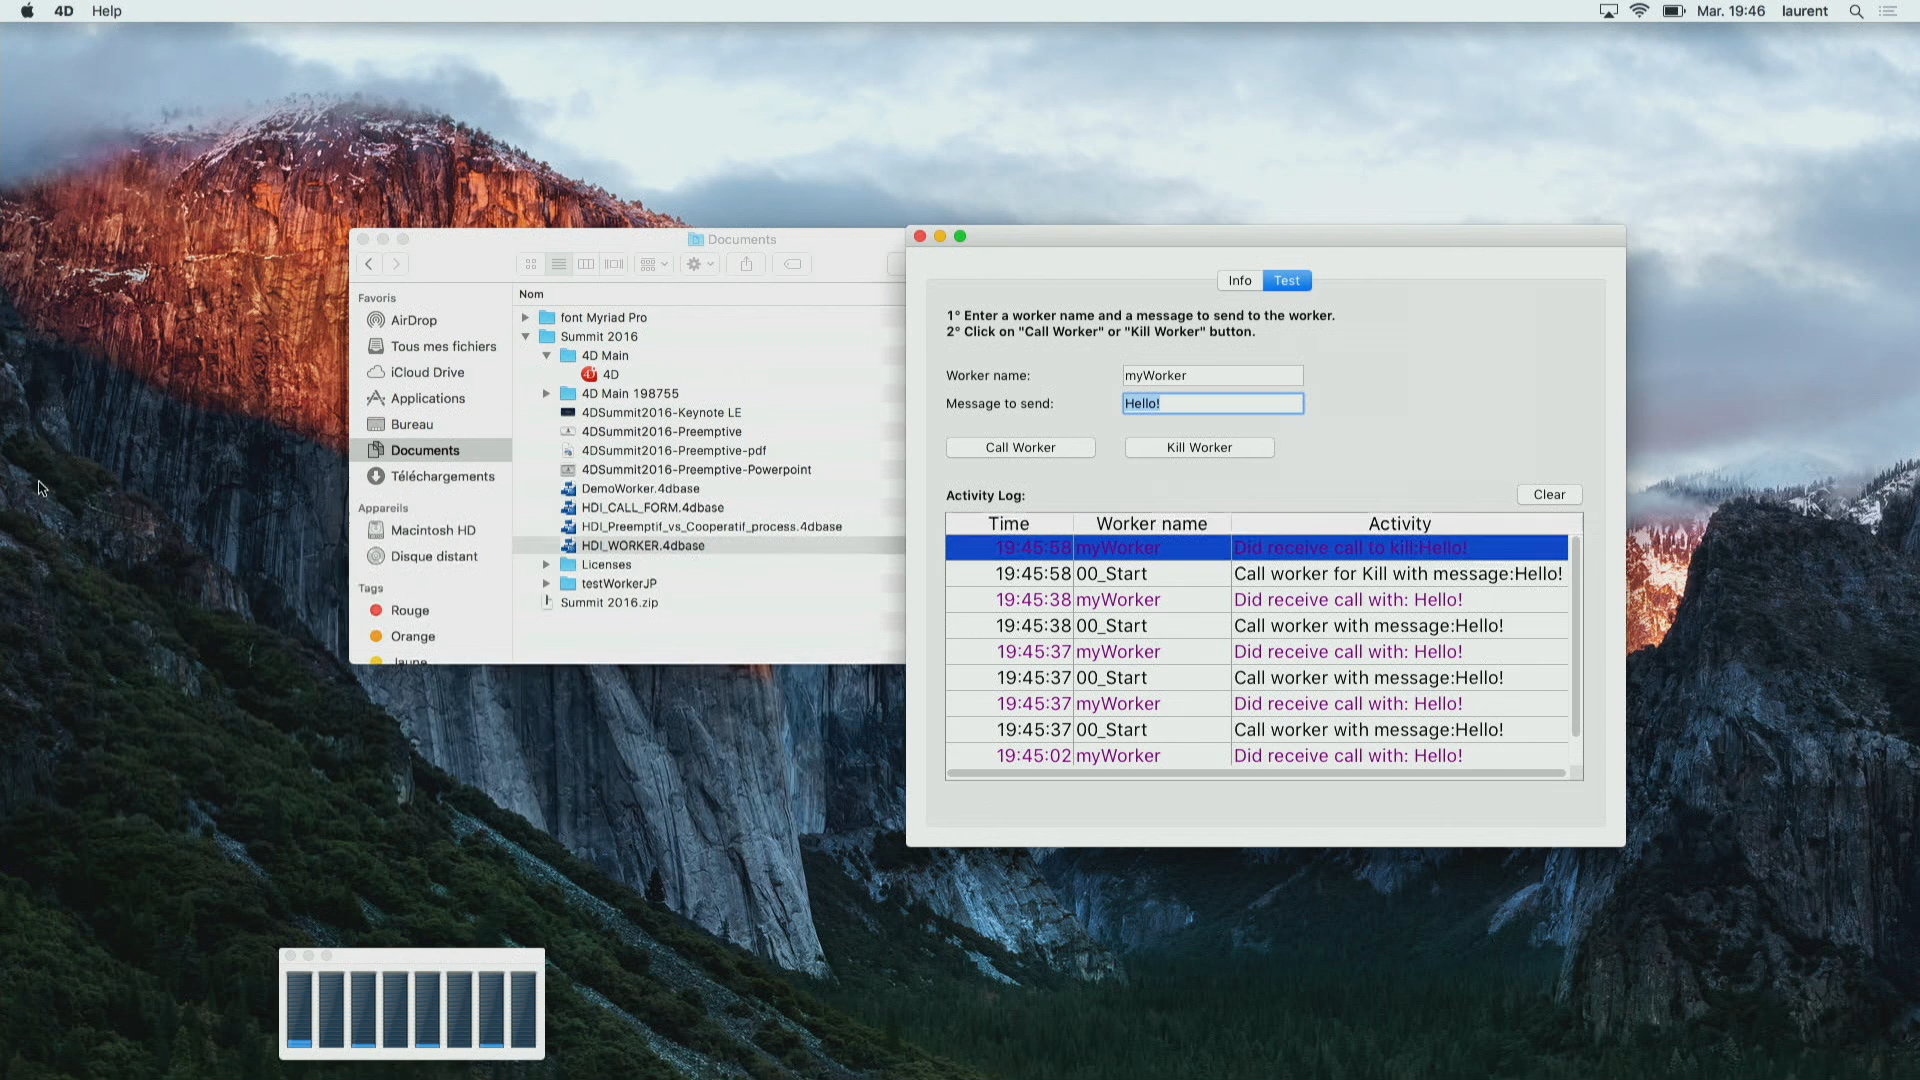 4D Help
Mar. 19:46 laurent
Documents
Nom
Favoris
AirDrop
Tous mes fichiers
iCloud Drive
Applications
Bureau
Documents
Téléchargements
Appareils
Macintosh HD
Disque distant
Tags
Rouge
Orange
Jaune
font Myriad Pro
Summit 2016
4D Main
4D
4D Main 198755
4DSummit2016-Keynote LE
4DSummit2016-Preemptive
4DSummit2016-Preemptive-pdf
4DSummit2016-Preemptive-Powerpoint
DemoWorker.4dbase
HDI_CALL_FORM.4dbase
HDI_Preemptif_vs_Cooperatif_process.4dbase
HDI_WORKER.4dbase
Licenses
testWorkerJP
Summit 2016.zip
Info Test
1° Enter a worker name and a message to send to the worker.
2° Click on "Call Worker" or "Kill Worker" button.
Worker name: myWorker
Message to send: Hello!
Call Worker Kill Worker
Activity Log: Clear
Time Worker name Activity
19:45:58 myWorker Did receive call to kill:Hello!
19:45:58 00_Start Call worker for Kill with message:Hello!
19:45:38 myWorker Did receive call with: Hello!
19:45:38 00_Start Call worker with message:Hello!
19:45:37 myWorker Did receive call with: Hello!
19:45:37 00_Start Call worker with message:Hello!
19:45:37 myWorker Did receive call with: Hello!
19:45:37 00_Start Call worker with message:Hello!
19:45:02 myWorker Did receive call with: Hello!